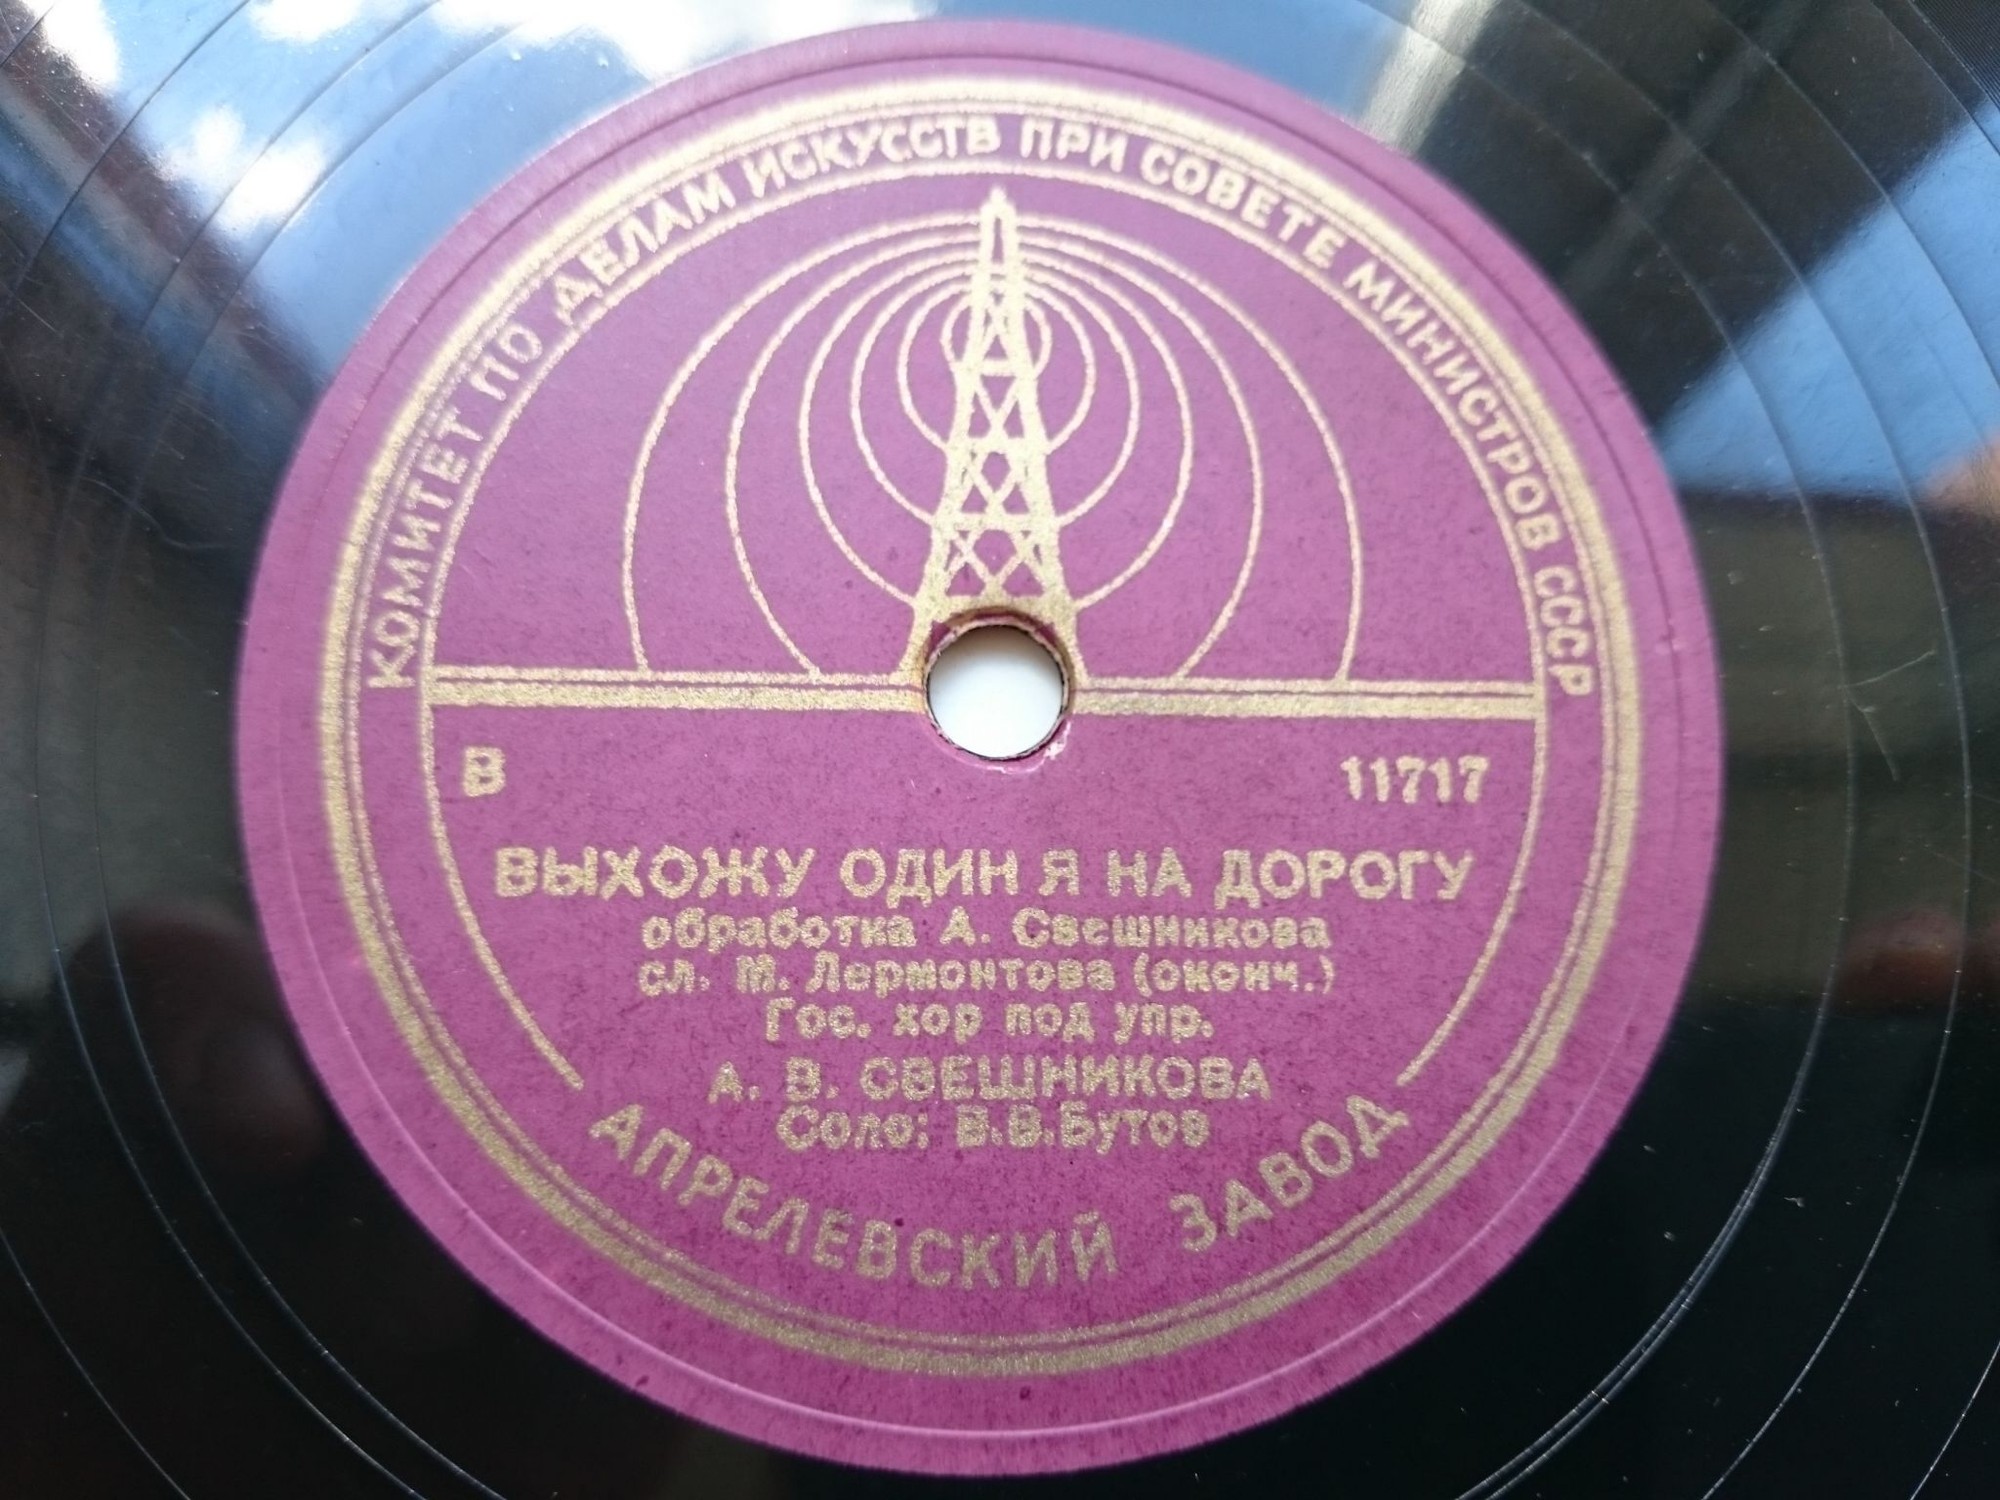 КОМИТЕТ ПО ДЕЛАМ ИСКУССТВ ПРИ СОВЕТЕ МИНИСТРОВ СССР
В 11717
ВЫХОЖУ ОДИН Я НА ДОРОГУ
обработка А. Свешникова
сл. М. Лермонтова (оконч.)
Гос. хор под упр.
А. В. СВЕШНИКОВА
Соло: В.В.Бутов
АПРЕЛЕВСКИЙ ЗАВОД